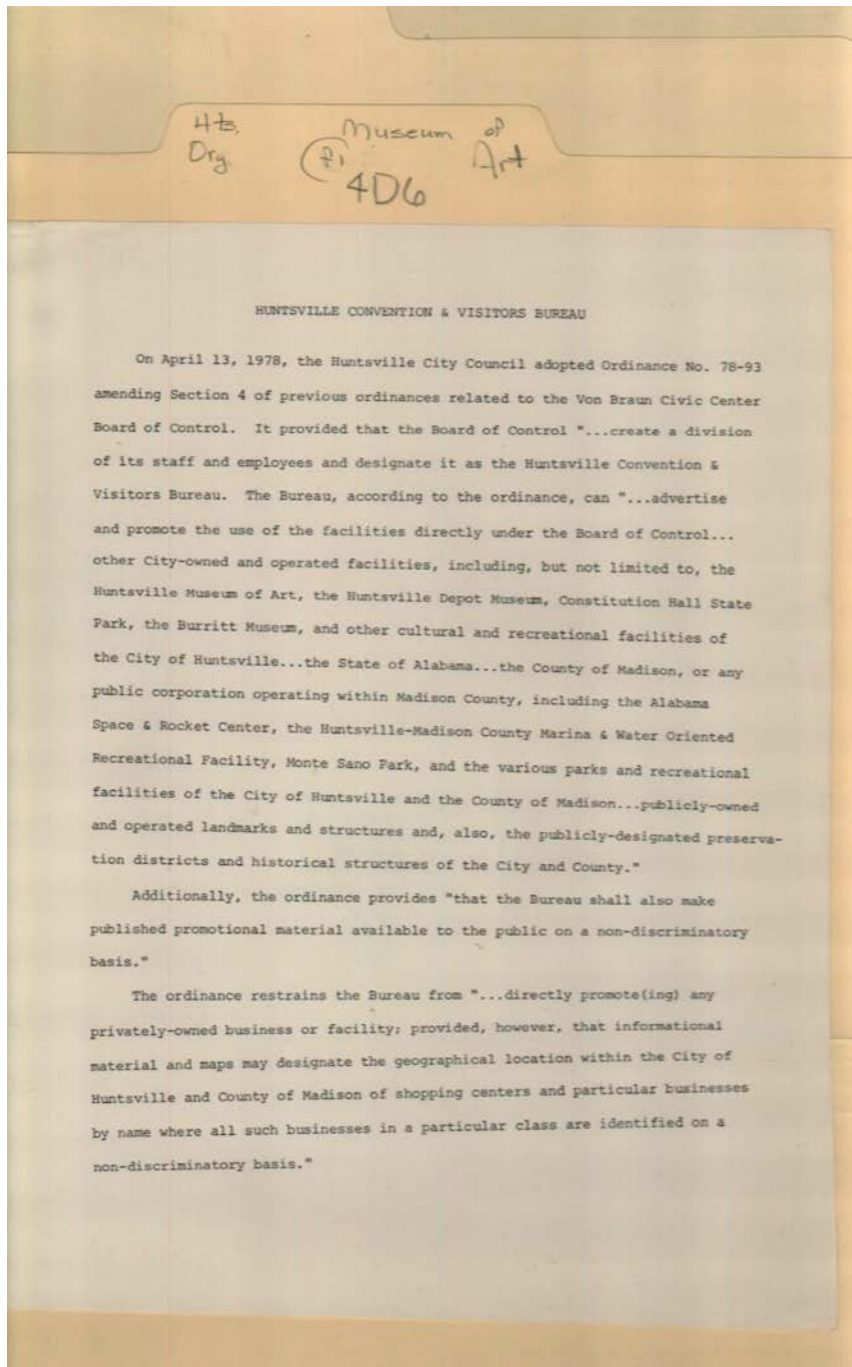 Hts. Museum of
Org. Art
4D6
HUNTSVILLE CONVENTION & VISITORS BUREAU
On April 13, 1978, the Huntsville City Council adopted Ordinance No. 78-93
amending Section 4 of previous ordinances related to the Von Braun Civic Center
Board of Control. It provided that the Board of Control "...create a division
of its staff and employees and designate it as the Huntsville Convention &
Visitors Bureau. The Bureau, according to the ordinance, can "...advertise
and promote the use of the facilities directly under the Board of Control...
other City-owned and operated facilities, including, but not limited to, the
Huntsville Museum of Art, the Huntsville Depot Museum, Constitution Hall State
Park, the Burritt Museum, and other cultural and recreational facilities of
the City of Huntsville...the State of Alabama...the County of Madison, or any
public corporation operating within Madison County, including the Alabama
Space & Rocket Center, the Huntsville-Madison County Marina & Water Oriented
Recreational Facility, Monte Sano Park, and the various parks and recreational
facilities of the City of Huntsville and the County of Madison...publicly-owned
and operated landmarks and structures and, also, the publicly-designated preserva-
tion districts and historical structures of the City and County."
Additionally, the ordinance provides "that the Bureau shall also make
published promotional material available to the public on a non-discriminatory
basis."
The ordinance restrains the Bureau from "...directly promote(ing) any
privately-owned business or facility; provided, however, that informational
material and maps may designate the geographical location within the City of
Huntsville and County of Madison of shopping centers and particular businesses
by name where all such businesses in a particular class are identified on a
non-discriminatory basis."